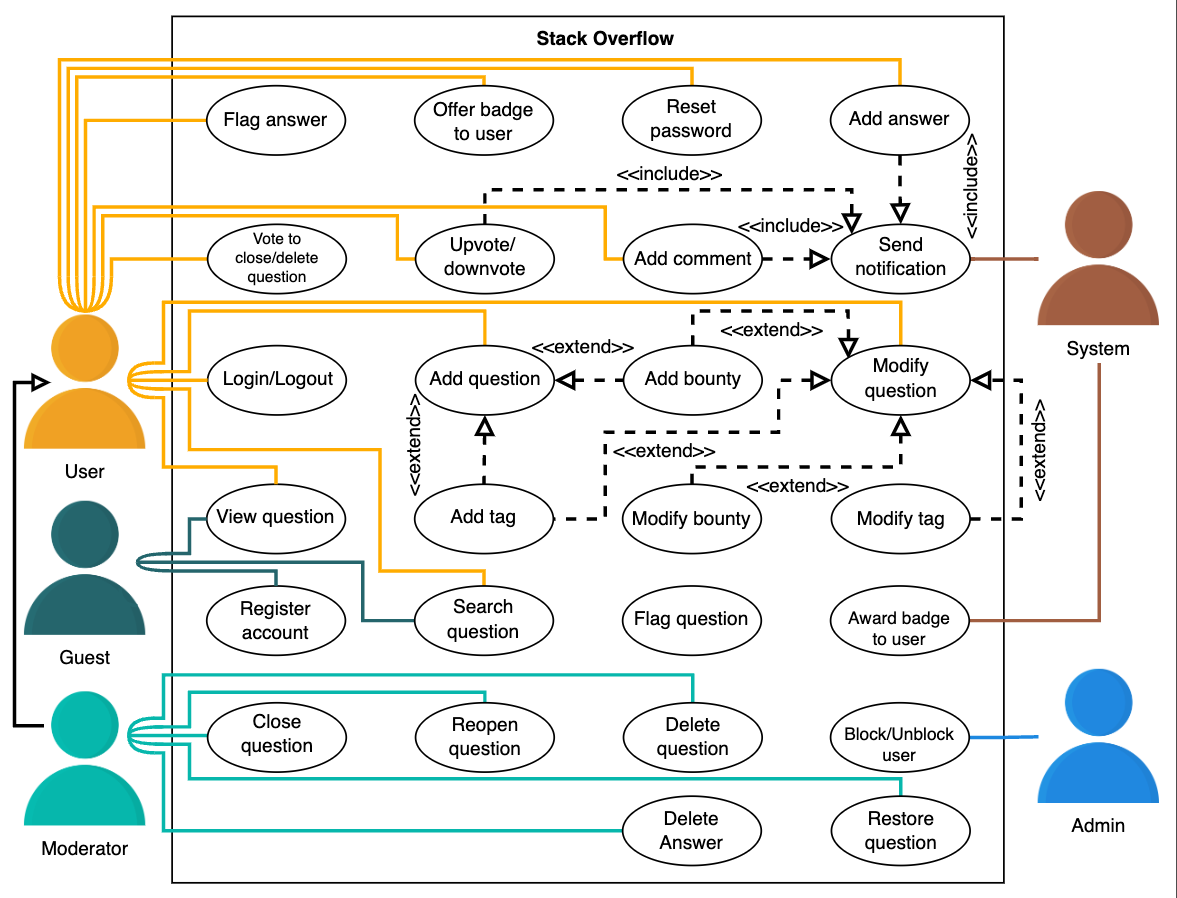 Stack Overflow
Flag answer
Offer badge
to user
Reset
password
Add answer
<<include>>
<<include>>
<<include>>
Vote to
close/delete
question
Upvote/
downvote
Add comment
Send
notification
System
<<extend>>
<<extend>>
Login/Logout
Add question
Add bounty
Modify
question
<<extend>>
<<extend>>
<<extend>>
<<extend>>
User
View question
Add tag
Modify bounty
Modify tag
Register
account
Search
question
Flag question
Award badge
to user
Guest
Close
question
Reopen
question
Delete
question
Block/Unblock
user
Delete
Answer
Restore
question
Moderator
Admin